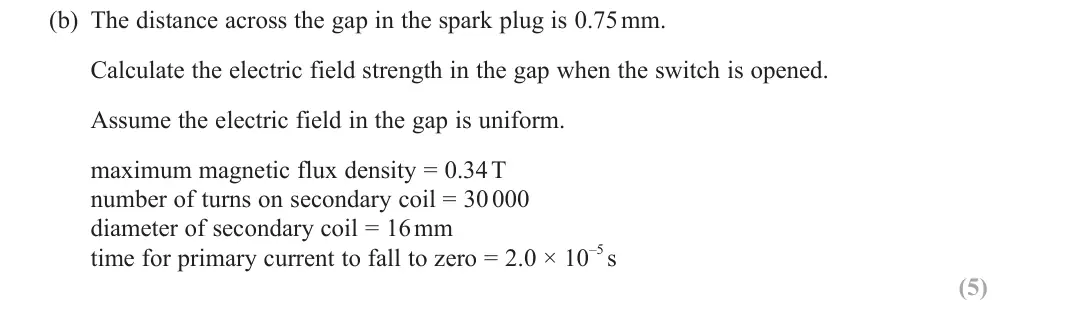 (b) The distance across the gap in the spark plug is 0.75 mm.
Calculate the electric field strength in the gap when the switch is opened.
Assume the electric field in the gap is uniform.
maximum magnetic flux density = 0.34 T
number of turns on secondary coil = 30 000
diameter of secondary coil = 16 mm
time for primary current to fall to zero = 2.0 × 10⁻⁵ s
(5)